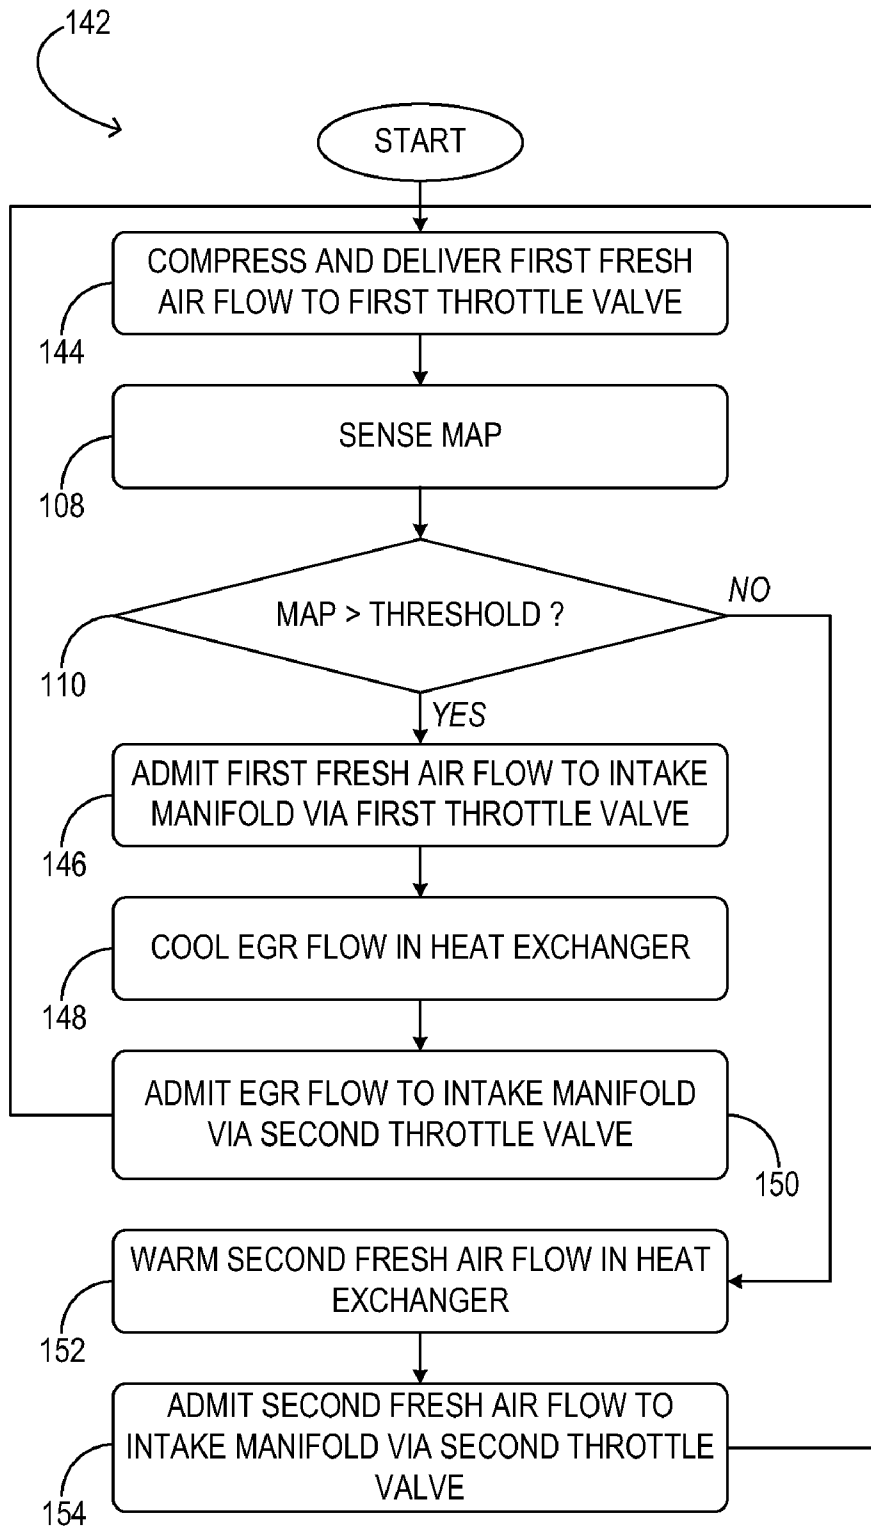 142
START
COMPRESS AND DELIVER FIRST FRESH
AIR FLOW TO FIRST THROTTLE VALVE
144
SENSE MAP
108
MAP > THRESHOLD ?
NO
110
YES
ADMIT FIRST FRESH AIR FLOW TO INTAKE
MANIFOLD VIA FIRST THROTTLE VALVE
146
COOL EGR FLOW IN HEAT EXCHANGER
148
ADMIT EGR FLOW TO INTAKE MANIFOLD
VIA SECOND THROTTLE VALVE
150
WARM SECOND FRESH AIR FLOW IN HEAT
EXCHANGER
152
ADMIT SECOND FRESH AIR FLOW TO
INTAKE MANIFOLD VIA SECOND THROTTLE
VALVE
154